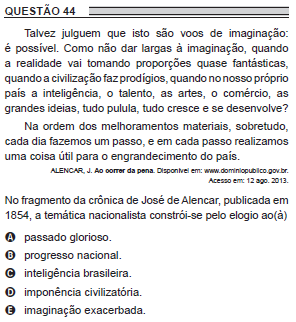 QUESTÃO 44
Talvez julguem que isto são voos de imaginação:
é possível. Como não dar largas à imaginação, quando
a realidade vai tomando proporções quase fantásticas,
quando a civilização faz prodígios, quando no nosso próprio
país a inteligência, o talento, as artes, o comércio, as
grandes ideias, tudo pulula, tudo cresce e se desenvolve?
Na ordem dos melhoramentos materiais, sobretudo,
cada dia fazemos um passo, e em cada passo realizamos
uma coisa útil para o engrandecimento do país.
ALENCAR, J. Ao correr da pena. Disponível em: www.dominiopublico.gov.br.
Acesso em: 12 ago. 2013.
No fragmento da crônica de José de Alencar, publicada em
1854, a temática nacionalista constrói-se pelo elogio ao(à)
A passado glorioso.
B progresso nacional.
C inteligência brasileira.
D imponência civilizatória.
E imaginação exacerbada.